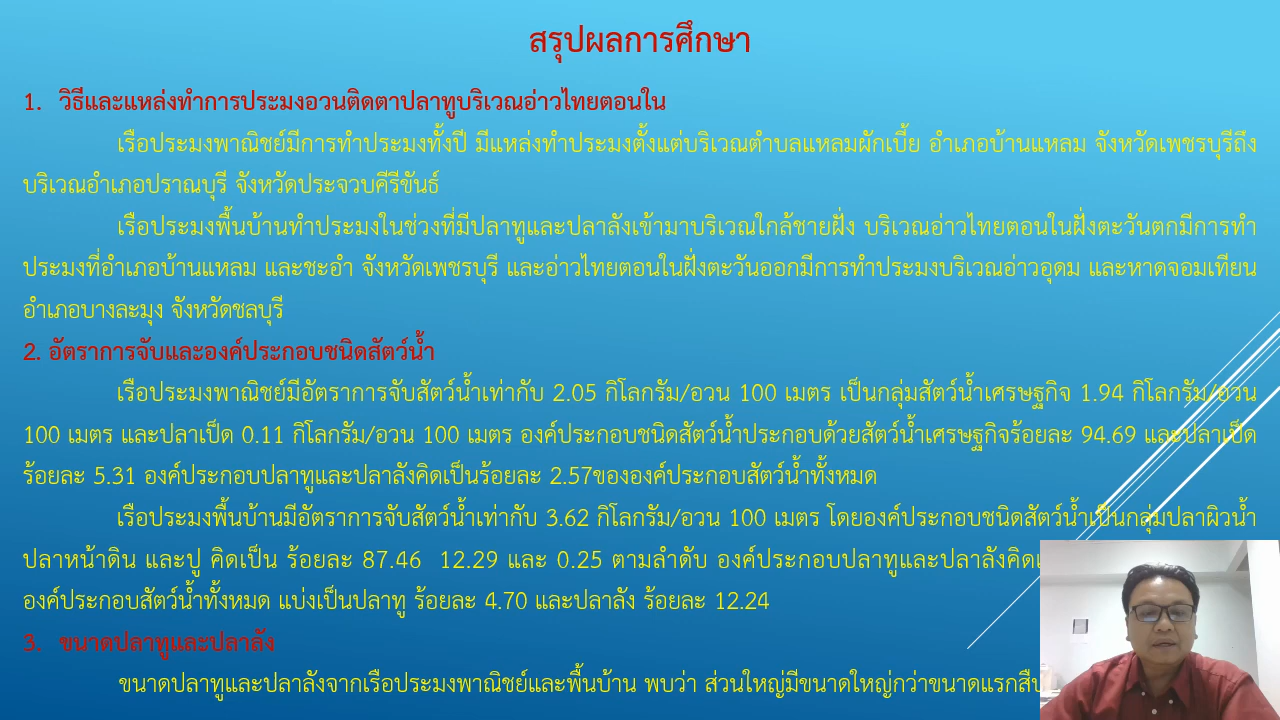 สรุปผลการศึกษา
1. วิธีและแหล่งทำการประมงอวนติดตาปลาทูบริเวณอ่าวไทยตอนใน
เรือประมงพาณิชย์มีการทำประมงทั้งปี มีแหล่งทำประมงตั้งแต่บริเวณตำบลแหลมผักเบี้ย อำเภอบ้านแหลม จังหวัดเพชรบุรีถึง
บริเวณอำเภอปราณบุรี จังหวัดประจวบคีรีขันธ์
เรือประมงพื้นบ้านทำประมงในช่วงที่มีปลาทูและปลาลังเข้ามาบริเวณใกล้ชายฝั่ง บริเวณอ่าวไทยตอนในฝั่งตะวันตกมีการทำ
ประมงที่อำเภอบ้านแหลม และชะอำ จังหวัดเพชรบุรี และอ่าวไทยตอนในฝั่งตะวันออกมีการทำประมงบริเวณอ่าวอุดม และหาดจอมเทียน
อำเภอบางละมุง จังหวัดชลบุรี
2. อัตราการจับและองค์ประกอบชนิดสัตว์น้ำ
เรือประมงพาณิชย์มีอัตราการจับสัตว์น้ำเท่ากับ 2.05 กิโลกรัม/อวน 100 เมตร เป็นกลุ่มสัตว์น้ำเศรษฐกิจ 1.94 กิโลกรัม/อวน
100 เมตร และปลาเป็ด 0.11 กิโลกรัม/อวน 100 เมตร องค์ประกอบชนิดสัตว์น้ำประกอบด้วยสัตว์น้ำเศรษฐกิจร้อยละ 94.69 และปลาเป็ด
ร้อยละ 5.31 องค์ประกอบปลาทูและปลาลังคิดเป็นร้อยละ 2.57ขององค์ประกอบสัตว์น้ำทั้งหมด
เรือประมงพื้นบ้านมีอัตราการจับสัตว์น้ำเท่ากับ 3.62 กิโลกรัม/อวน 100 เมตร โดยองค์ประกอบชนิดสัตว์น้ำเป็นกลุ่มปลาผิวน้ำ
ปลาหน้าดิน และปู คิดเป็น ร้อยละ 87.46 12.29 และ 0.25 ตามลำดับ องค์ประกอบปลาทูและปลาลัง
องค์ประกอบสัตว์น้ำทั้งหมด แบ่งเป็นปลาทู ร้อยละ 4.70 และปลาลัง ร้อยละ 12.24
3. ขนาดปลาทูและปลาลัง
ขนาดปลาทูและปลาลังจากเรือประมงพาณิชย์และพื้นบ้าน พบว่า ส่วนใหญ่มีขนาดใหญ่กว่าขนาดแรก